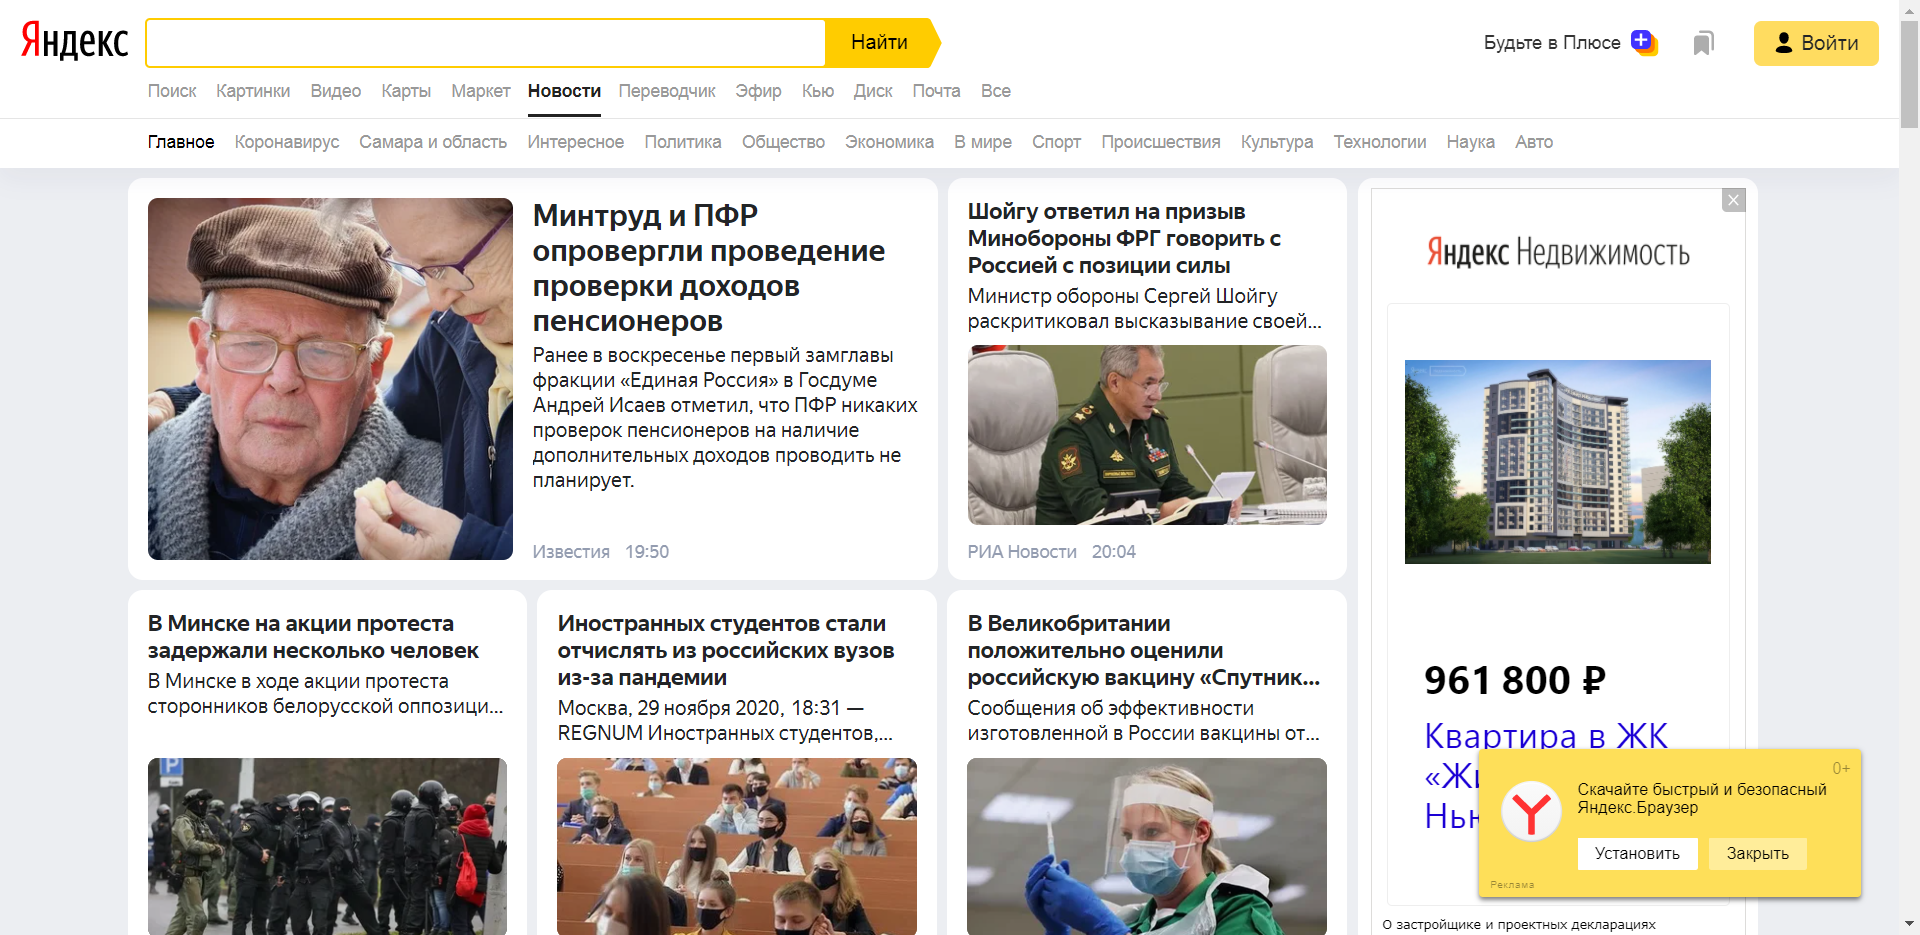 Яндекс
Найти
Будьте в Плюсе
Войти
Поиск Картинки Видео Карты Маркет Новости Переводчик Эфир Кью Диск Почта Все
Главное Коронавирус Самара и область Интересное Политика Общество Экономика В мире Спорт Происшествия Культура Технологии Наука Авто
Минтруд и ПФР
опровергли проведение
проверки доходов
пенсионеров
Ранее в воскресенье первый замглавы
фракции «Единая Россия» в Госдуме
Андрей Исаев отметил, что ПФР никаких
проверок пенсионеров на наличие
дополнительных доходов проводить не
планирует.
Известия 19:50
Шойгу ответил на призыв
Минобороны ФРГ говорить с
Россией с позиции силы
Министр обороны Сергей Шойгу
раскритиковал высказывание своей...
РИА Новости 20:04
В Минске на акции протеста
задержали несколько человек
В Минске в ходе акции протеста
сторонников белорусской оппозици...
Иностранных студентов стали
отчислять из российских вузов
из-за пандемии
Москва, 29 ноября 2020, 18:31 —
REGNUM Иностранных студентов,...
В Великобритании
положительно оценили
российскую вакцину «Спутник...
Сообщения об эффективности
изготовленной в России вакцины от...
Яндекс Недвижимость
961 800 ₽
Квартира в ЖК
О застройщике и проектных декларациях
0+
Скачайте быстрый и безопасный
Яндекс.Браузер
Установить
Закрыть
Реклама